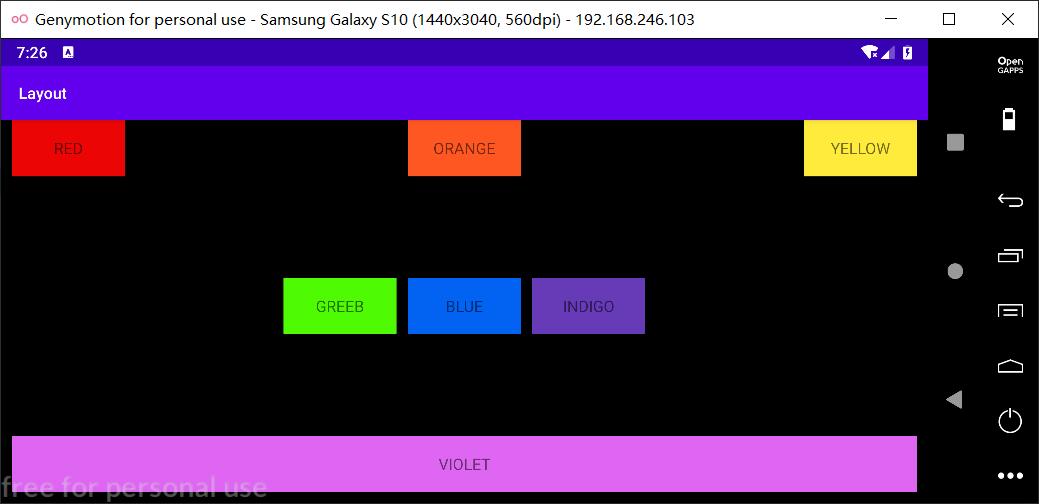 Genymotion for personal use - Samsung Galaxy S10 (1440x3040, 560dpi) - 192.168.246.103
7:26 A
Open
GAPPS
Layout
RED ORANGE YELLOW
GREEB BLUE INDIGO
VIOLET
free for personal use